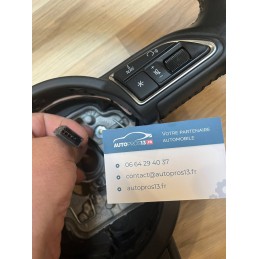 VOTRE PARTENAIRE
AUTOMOBILE
AUTOPROS13.FR
06 64 29 40 37
contact@autopros13.fr
autopros13.fr